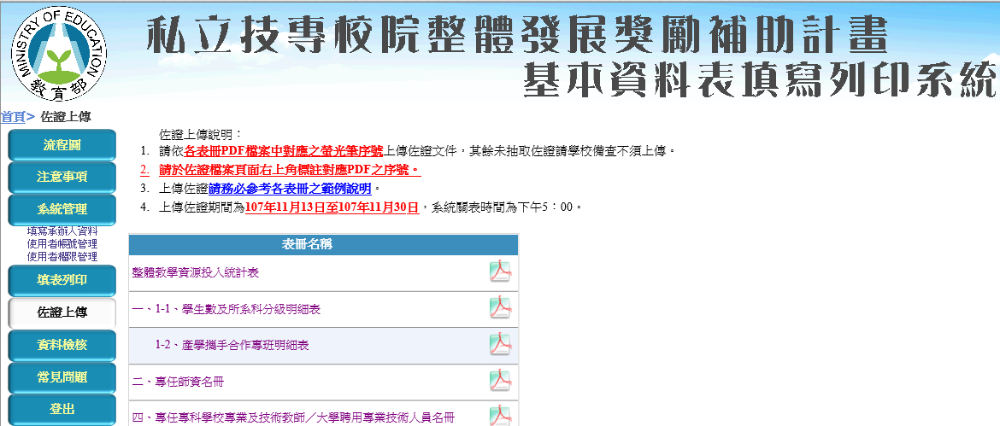 MINISTRY OF EDUCATION
教育部
私立技專校院整體發展獎勵補助計畫
基本資料表填寫列印系統
首頁> 佐證上傳
流程圖
注意事項
系統管理
填寫承辦人資料
使用者帳號管理
使用者權限管理
填表列印
佐證上傳
資料檢核
常見問題
登出
佐證上傳說明：
1. 請依各表冊PDF檔案中對應之螢光筆序號上傳佐證文件，其餘未抽取佐證請學校備查不須上傳。
2. 請於佐證檔案頁面右上角標註對應PDF之序號。
3. 上傳佐證請務必參考各表冊之範例說明。
4. 上傳佐證期間為107年11月13日至107年11月30日，系統關表時間為下午5：00。
表冊名稱
整體教學資源投入統計表
一、1-1、學生數及所系科分級明細表
1-2、產學攜手合作專班明細表
二、專任師資名冊
四、專任專科學校專業及技術教師／大學聘用專業技術人員名冊